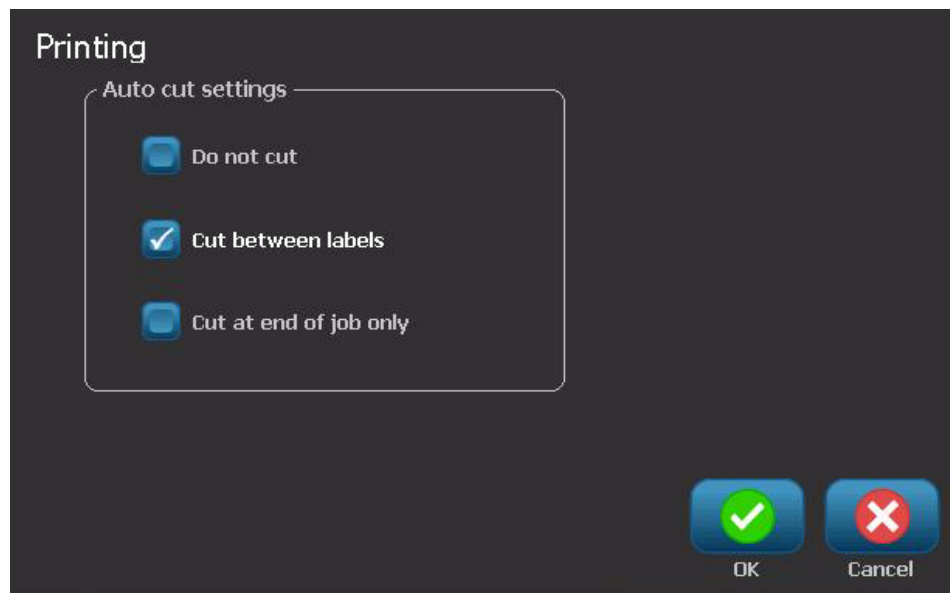 Printing
Auto cut settings
Do not cut
Cut between labels
Cut at end of job only
OK
Cancel